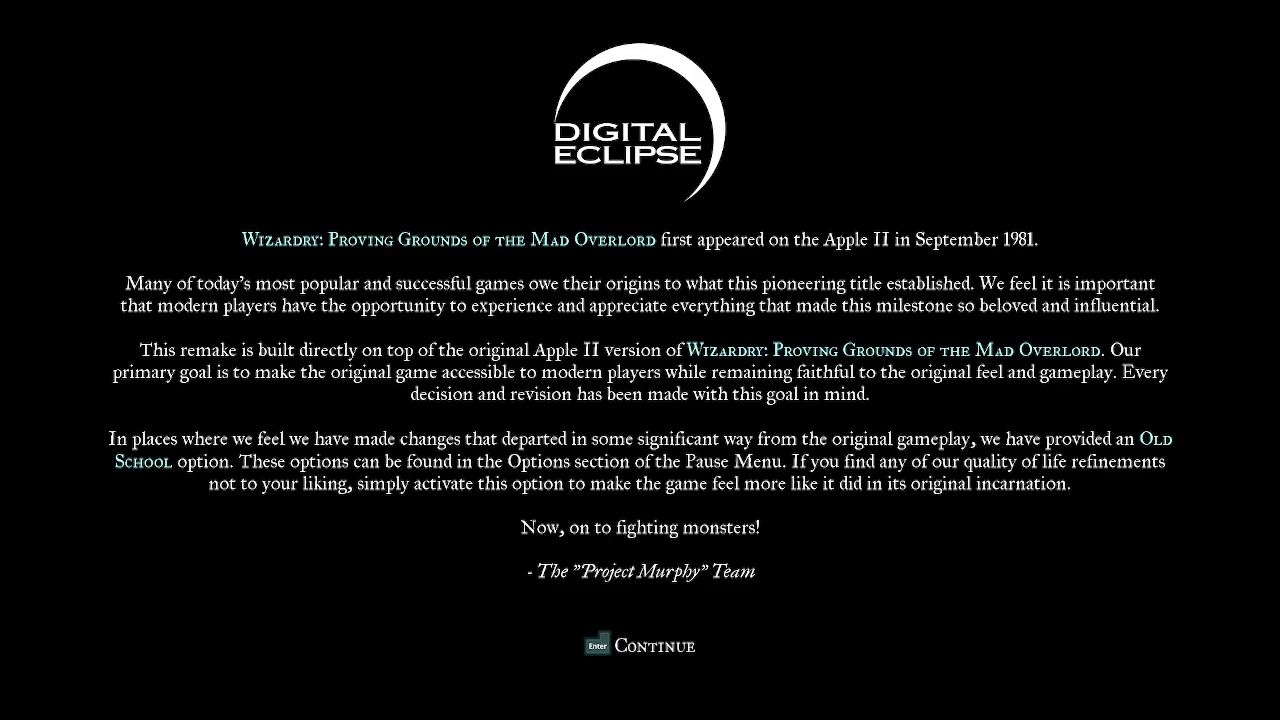 DIGITAL
ECLIPSE
Wizardry: Proving Grounds of the Mad Overlord first appeared on the Apple II in September 1981.
Many of today's most popular and successful games owe their origins to what this pioneering title established. We feel it is important
that modern players have the opportunity to experience and appreciate everything that made this milestone so beloved and influential.
This remake is built directly on top of the original Apple II version of Wizardry: Proving Grounds of the Mad Overlord. Our
primary goal is to make the original game accessible to modern players while remaining faithful to the original feel and gameplay. Every
decision and revision has been made with this goal in mind.
In places where we feel we have made changes that departed in some significant way from the original gameplay, we have provided an Old
School option. These options can be found in the Options section of the Pause Menu. If you find any of our quality of life refinements
not to your liking, simply activate this option to make the game feel more like it did in its original incarnation.
Now, on to fighting monsters!
- The "Project Murphy" Team
Enter Continue